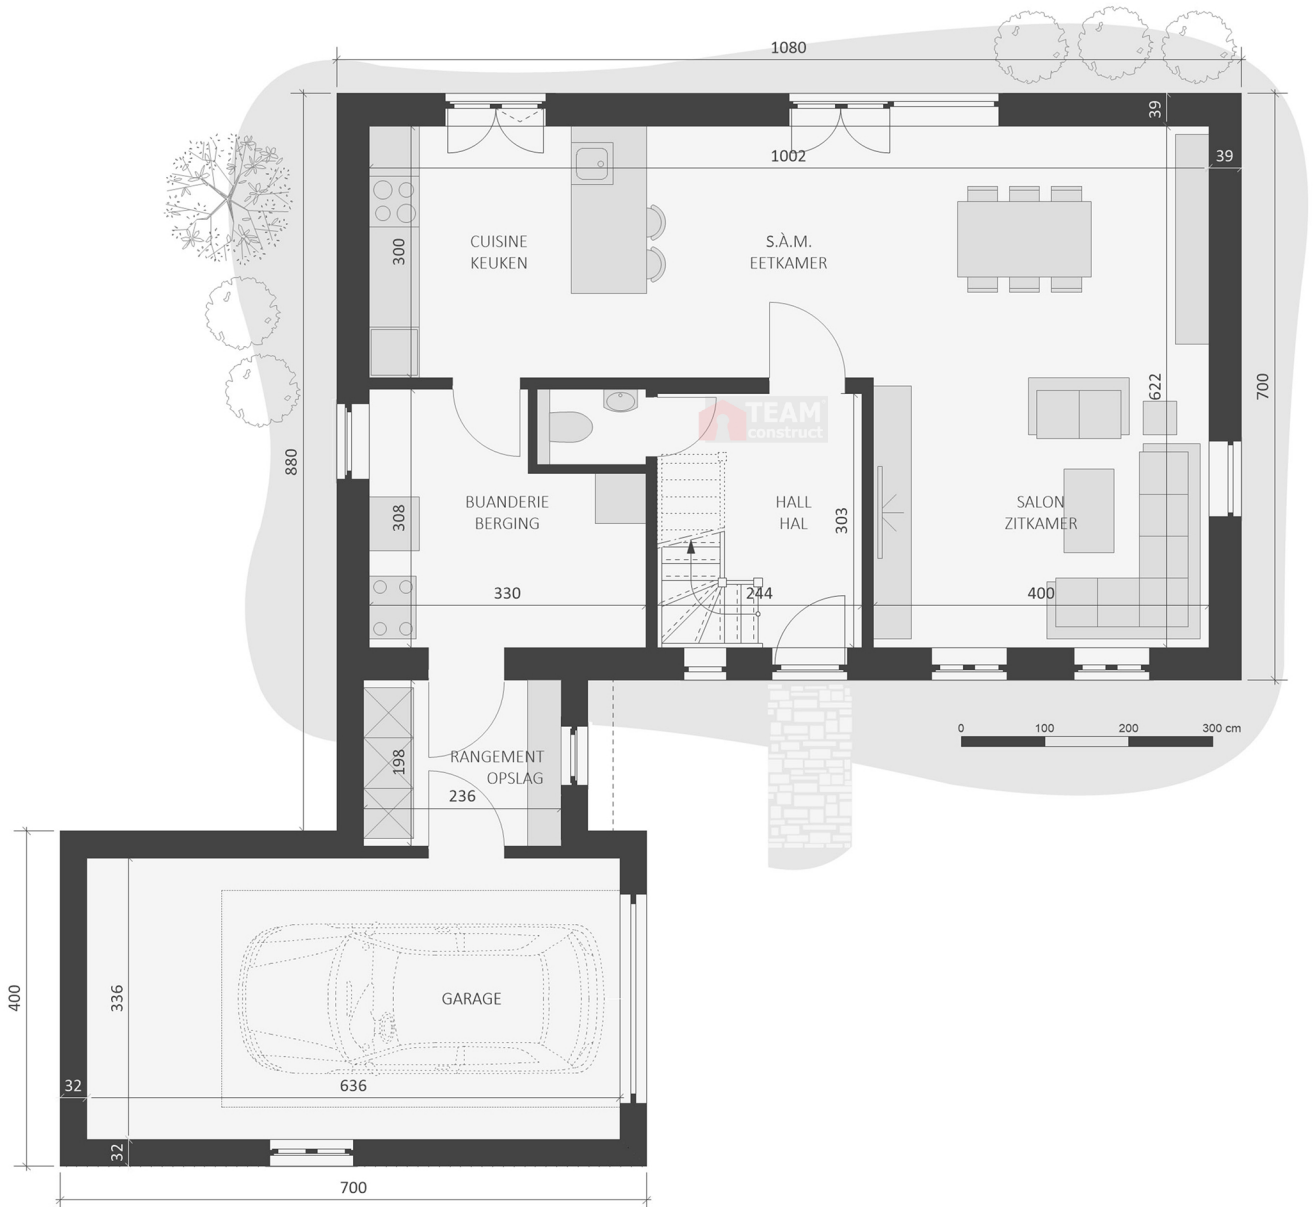 1080
39
1002
39
CUISINE
KEUKEN
300
S.À.M.
EETKAMER
622
700
880
TEAM
construct
BUANDERIE
BERGING
308
HALL
HAL
303
SALON
ZITKAMER
330
244
400
0 100 200 300 cm
RANGEMENT
OPSLAG
198
236
400
336
GARAGE
32
636
32
700